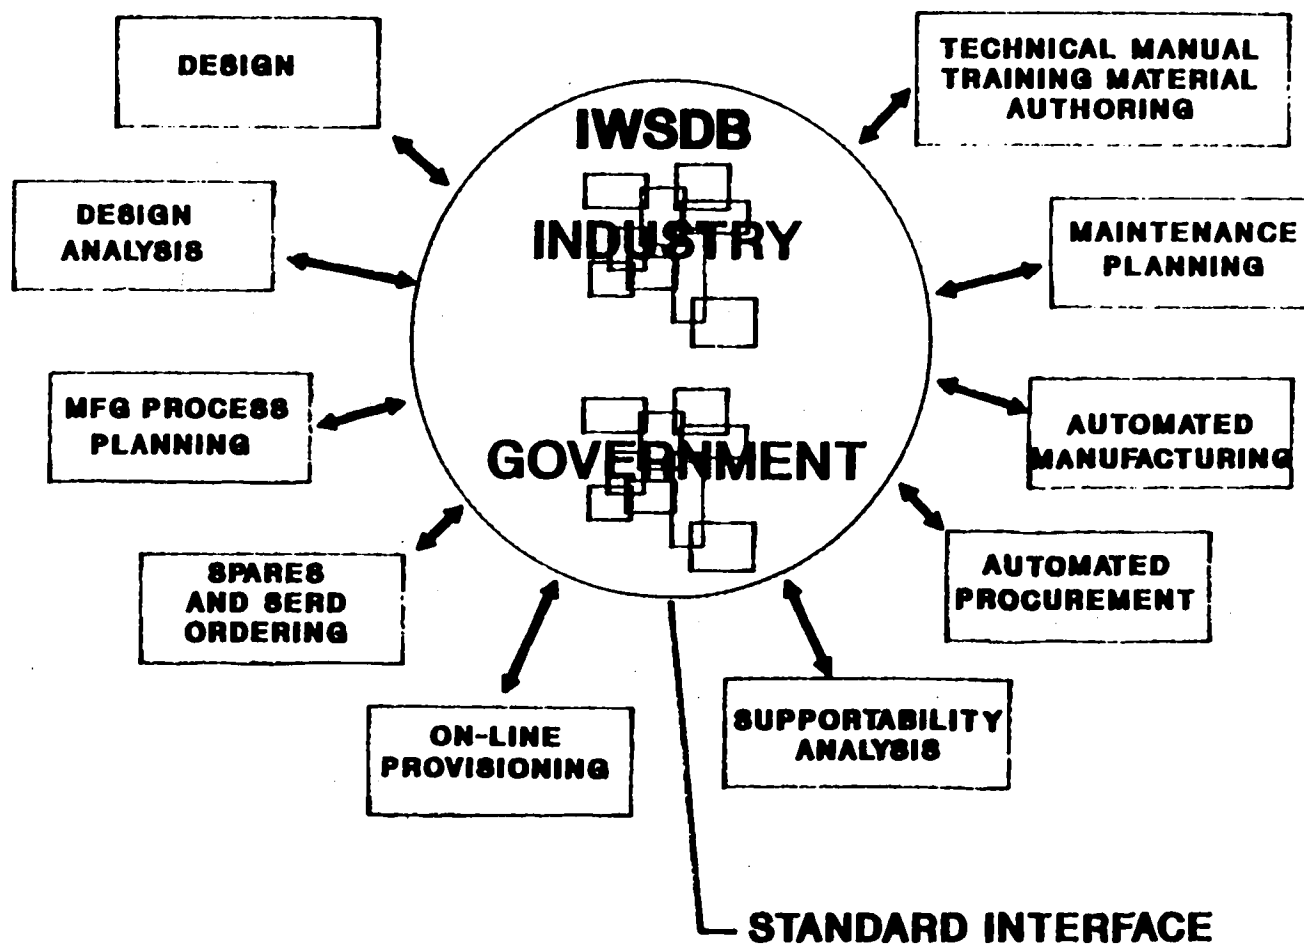 DESIGN
TECHNICAL MANUAL
TRAINING MATERIAL
AUTHORING
IWSDB
INDUSTRY
GOVERNMENT
DESIGN
ANALYSIS
MAINTENANCE
PLANNING
MFG PROCESS
PLANNING
AUTOMATED
MANUFACTURING
SPARES
AND SERD
ORDERING
AUTOMATED
PROCUREMENT
ON-LINE
PROVISIONING
SUPPORTABILITY
ANALYSIS
STANDARD INTERFACE